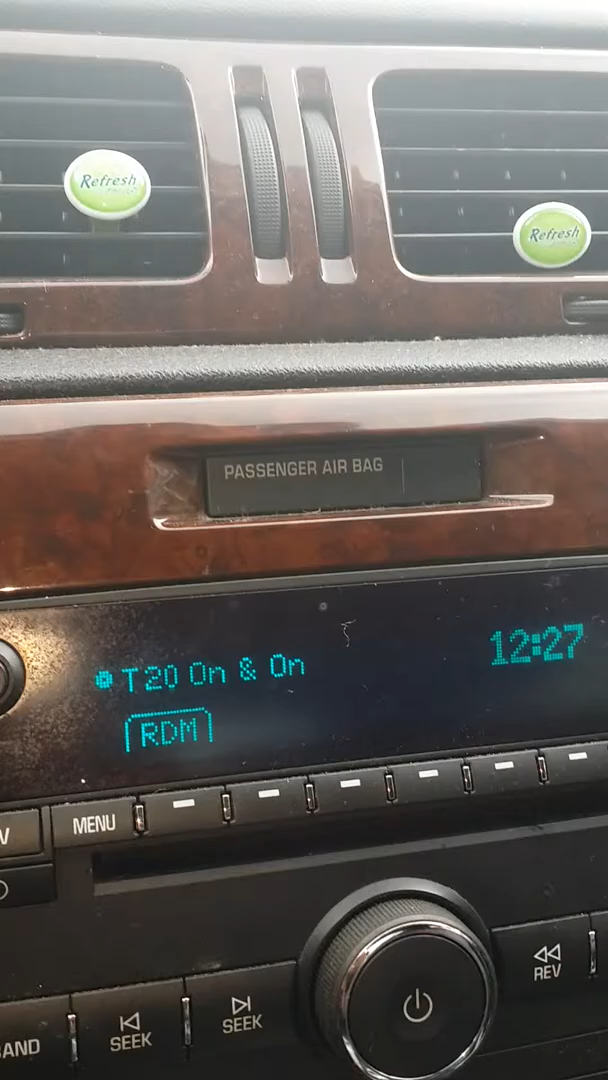 Refresh
Refresh
PASSENGER AIR BAG
T20 On & On
12:27
RDM
V
MENU
BAND
SEEK
SEEK
REV